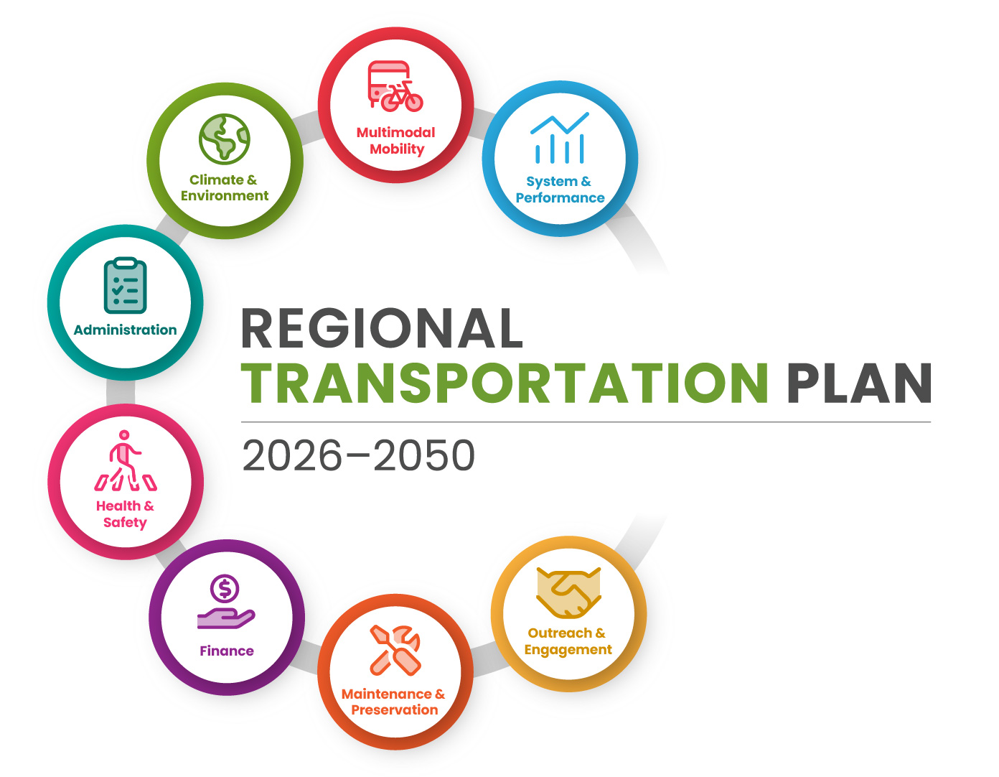 Multimodal
Mobility
System &
Performance
Climate &
Environment
Administration
REGIONAL
TRANSPORTATION PLAN
2026–2050
Health &
Safety
$
Finance
Outreach &
Engagement
Maintenance &
Preservation